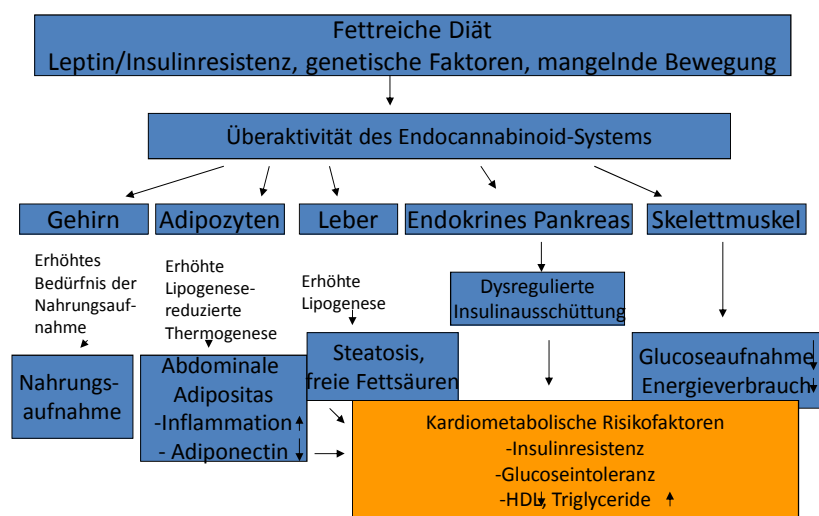 Fettreiche Diät
Leptin/Insulinresistenz, genetische Faktoren, mangelnde Bewegung
Überaktivität des Endocannabinoid-Systems
Gehirn
Adipozyten
Leber
Endokrines Pankreas
Skelettmuskel
Erhöhtes
Bedürfnis der
Nahrungsauf-
nahme
Erhöhte
Lipogenese-
reduzierte
Thermogenese
Erhöhte
Lipogenese
Dysregulierte
Insulinausschüttung
Nahrungs-
aufnahme
Abdominale
Adipositas
-Inflammation
- Adiponectin
Steatosis,
freie Fettsäuren
Glucoseaufnahme
Energieverbrauch
Kardiometabolische Risikofaktoren
-Insulinresistenz
-Glucoseintoleranz
-HDL, Triglyceride